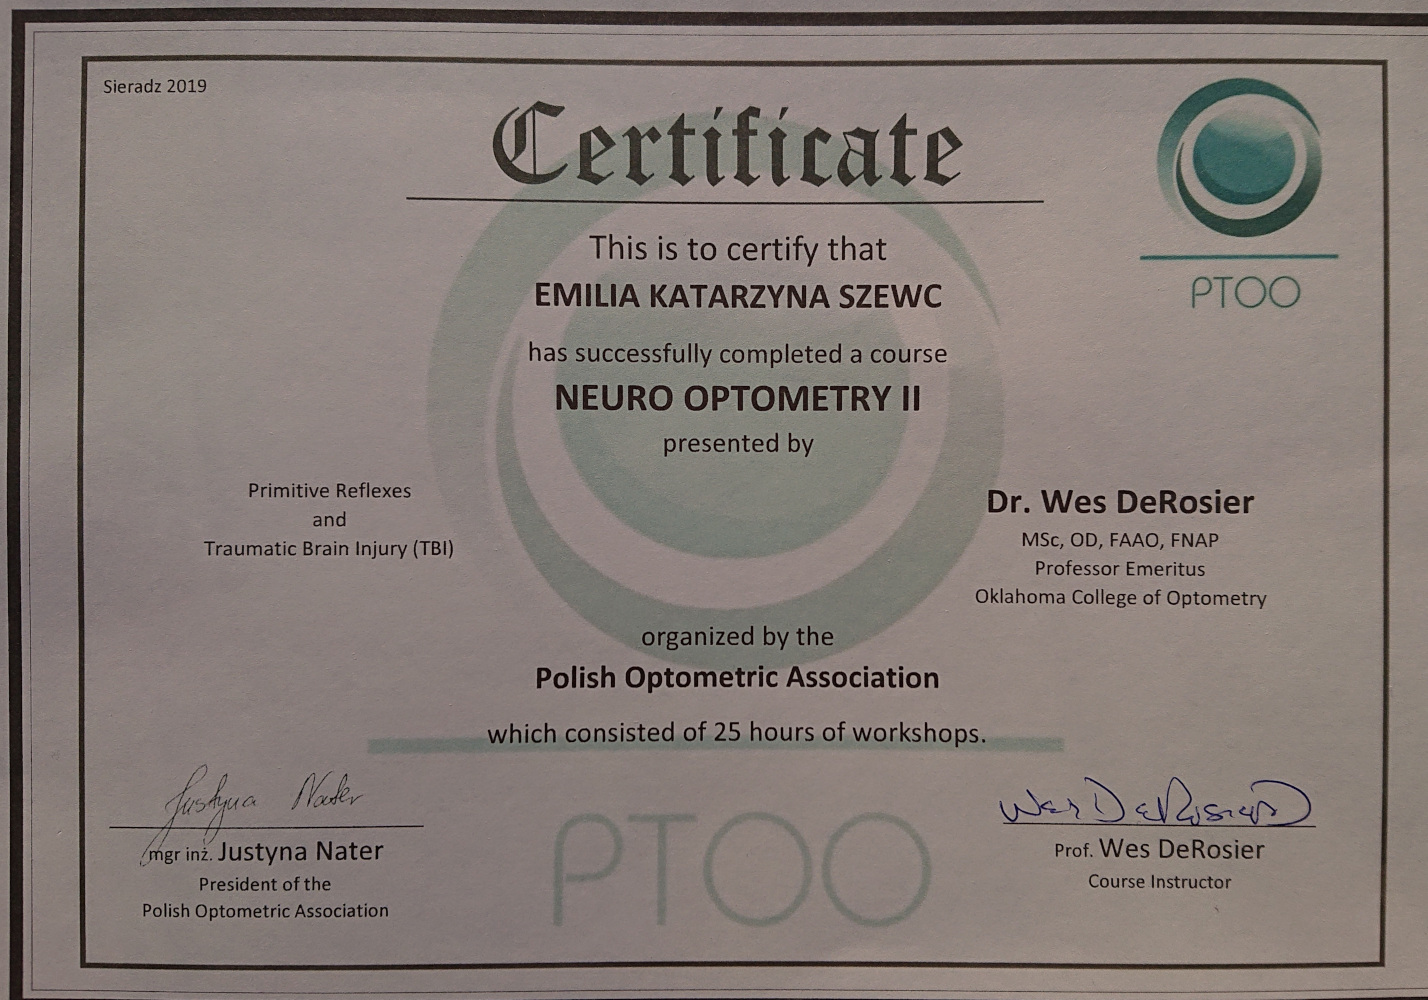 Sieradz 2019
Certificate
PTOO
This is to certify that
EMILIA KATARZYNA SZEWC
has successfully completed a course
NEURO OPTOMETRY II
presented by
Primitive Reflexes
and
Traumatic Brain Injury (TBI)
Dr. Wes DeRosier
MSc, OD, FAAO, FNAP
Professor Emeritus
Oklahoma College of Optometry
organized by the
Polish Optometric Association
which consisted of 25 hours of workshops.
Justyna Nater
mgr inż. Justyna Nater
President of the
Polish Optometric Association
PTOO
Wes DeRosier
Prof. Wes DeRosier
Course Instructor